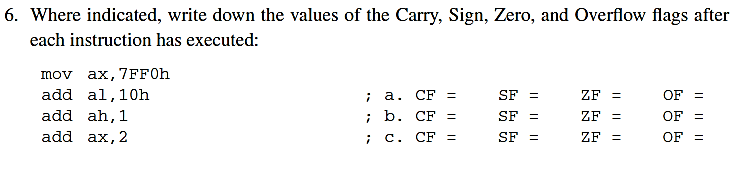 6. Where indicated, write down the values of the Carry, Sign, Zero, and Overflow flags after
each instruction has executed:
mov ax,7FF0h
add al,10h ; a. CF = SF = ZF = OF =
add ah,1 ; b. CF = SF = ZF = OF =
add ax,2 ; c. CF = SF = ZF = OF =